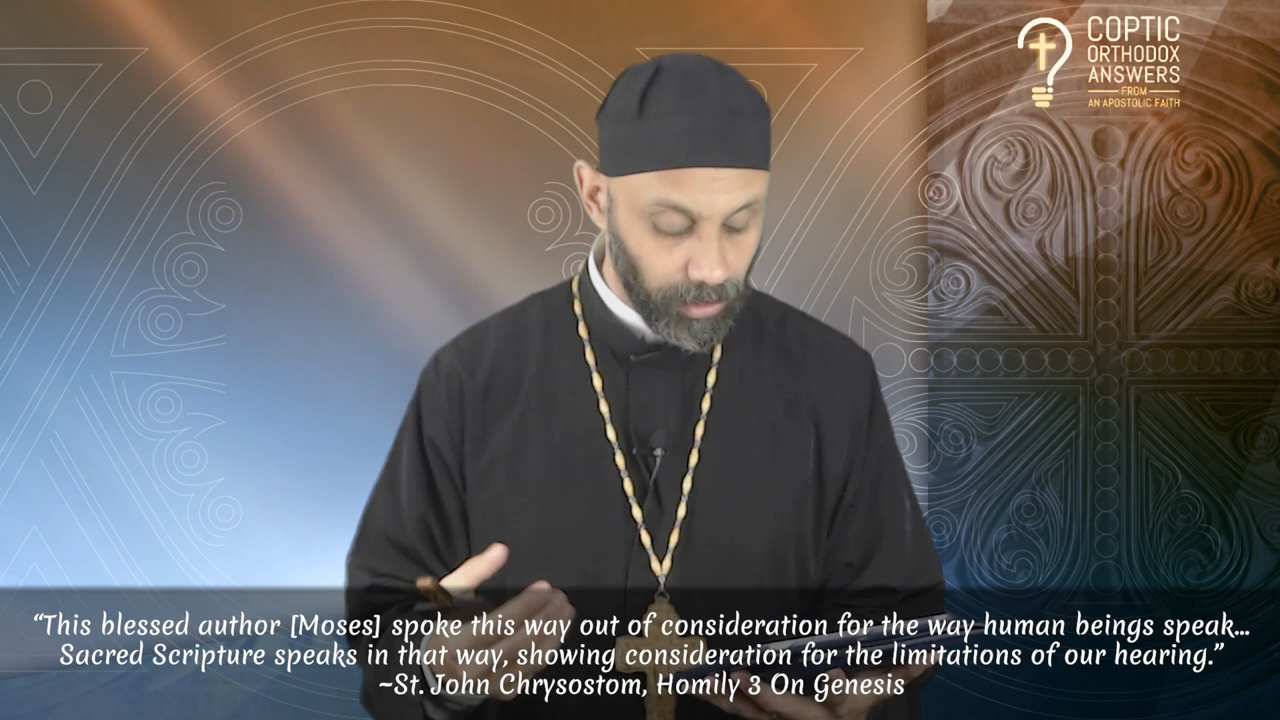 COPTIC
ORTHODOX
ANSWERS
FROM
AN APOSTOLIC FAITH
“This blessed author [Moses] spoke this way out of consideration for the way human beings speak...
Sacred Scripture speaks in that way, showing consideration for the limitations of our hearing.”
~St. John Chrysostom, Homily 3 On Genesis